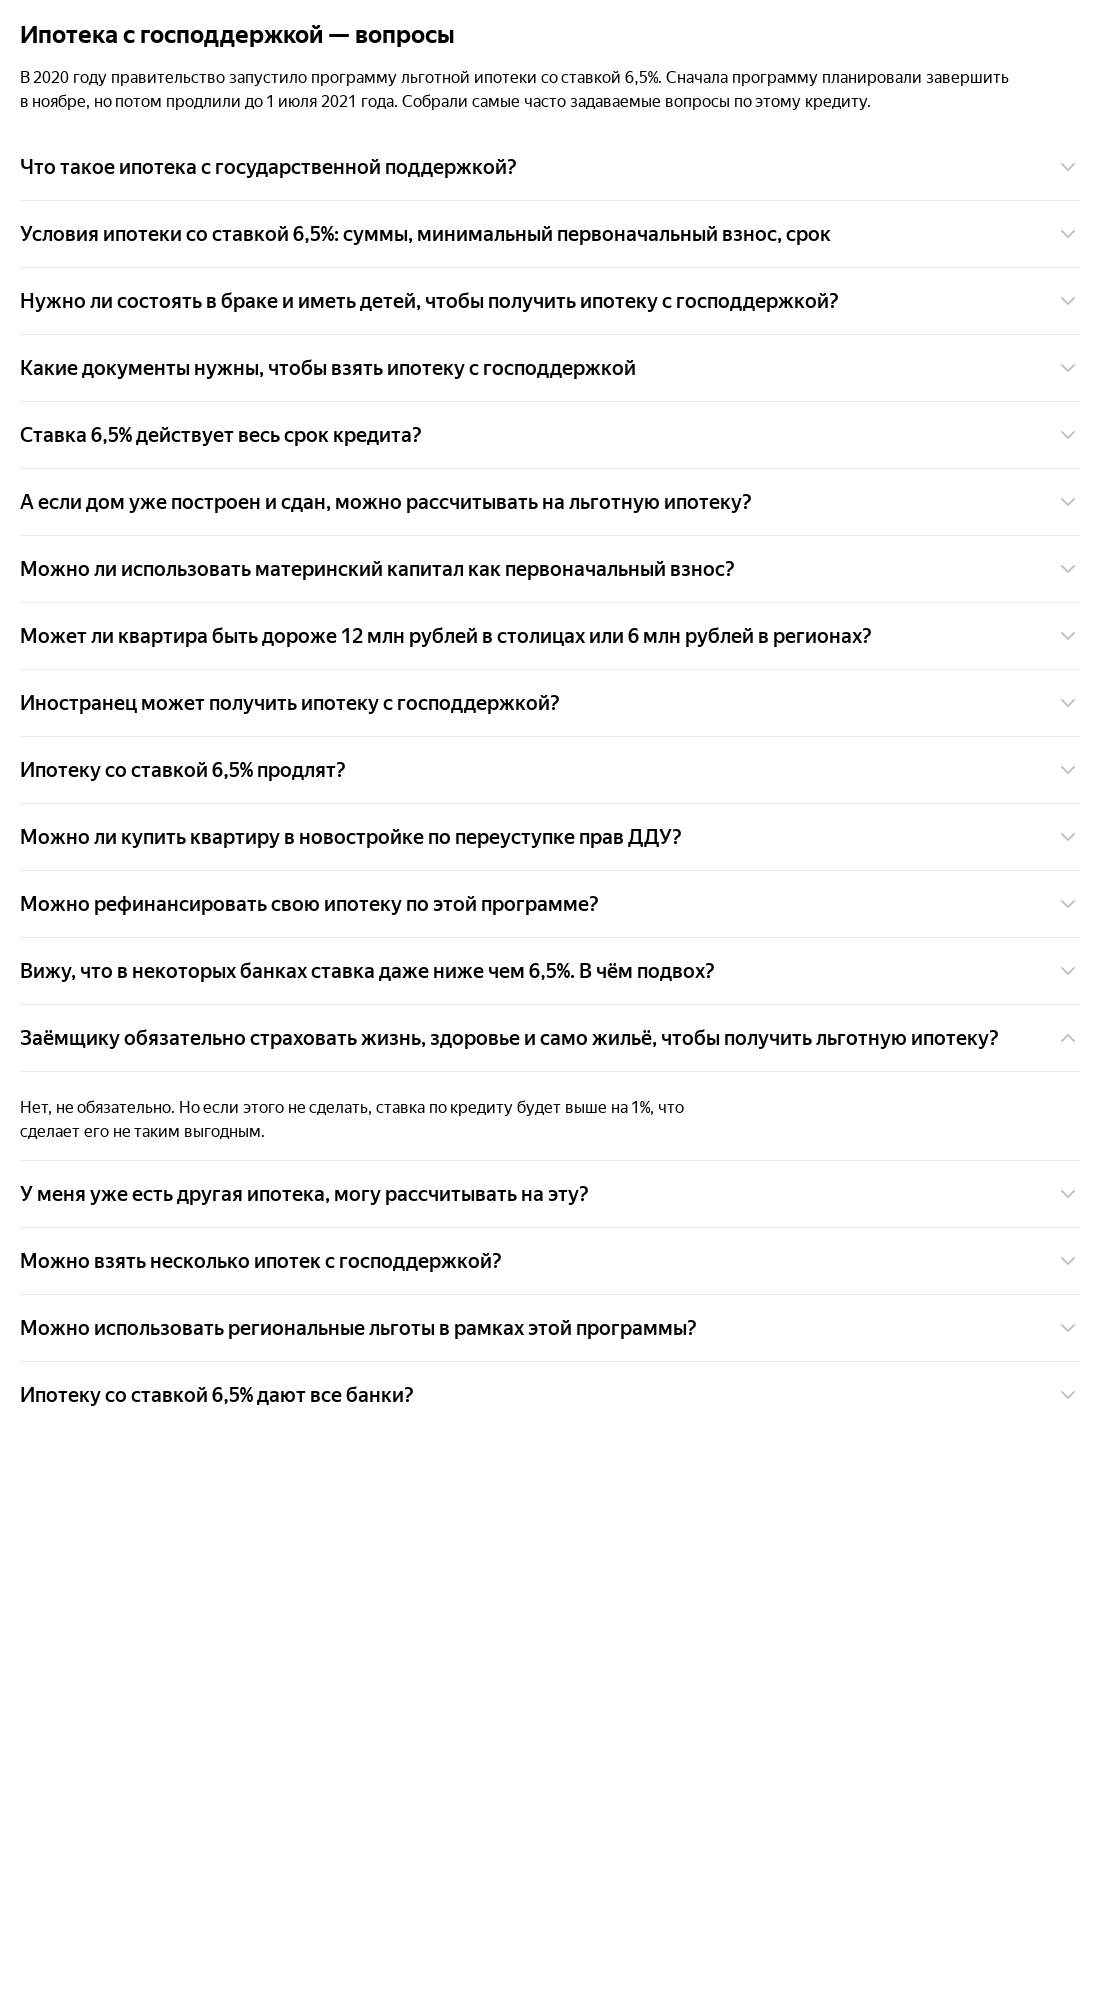 Ипотека с господдержкой — вопросы
В 2020 году правительство запустило программу льготной ипотеки со ставкой 6,5%. Сначала программу планировали завершить
в ноябре, но потом продлили до 1 июля 2021 года. Собрали самые часто задаваемые вопросы по этому кредиту.
Что такое ипотека с государственной поддержкой?
Условия ипотеки со ставкой 6,5%: суммы, минимальный первоначальный взнос, срок
Нужно ли состоять в браке и иметь детей, чтобы получить ипотеку с господдержкой?
Какие документы нужны, чтобы взять ипотеку с господдержкой
Ставка 6,5% действует весь срок кредита?
А если дом уже построен и сдан, можно рассчитывать на льготную ипотеку?
Можно ли использовать материнский капитал как первоначальный взнос?
Может ли квартира быть дороже 12 млн рублей в столицах или 6 млн рублей в регионах?
Иностранец может получить ипотеку с господдержкой?
Ипотеку со ставкой 6,5% продлят?
Можно ли купить квартиру в новостройке по переуступке прав ДДУ?
Можно рефинансировать свою ипотеку по этой программе?
Вижу, что в некоторых банках ставка даже ниже чем 6,5%. В чём подвох?
Заёмщику обязательно страховать жизнь, здоровье и само жильё, чтобы получить льготную ипотеку?
Нет, не обязательно. Но если этого не сделать, ставка по кредиту будет выше на 1%, что
сделает его не таким выгодным.
У меня уже есть другая ипотека, могу рассчитывать на эту?
Можно взять несколько ипотек с господдержкой?
Можно использовать региональные льготы в рамках этой программы?
Ипотеку со ставкой 6,5% дают все банки?